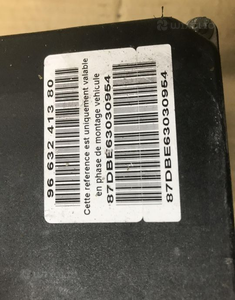 96 632 413 80
Cette reference est uniquement valable
en phase de montage vehicule
87DBE63030954
87DBE63030954